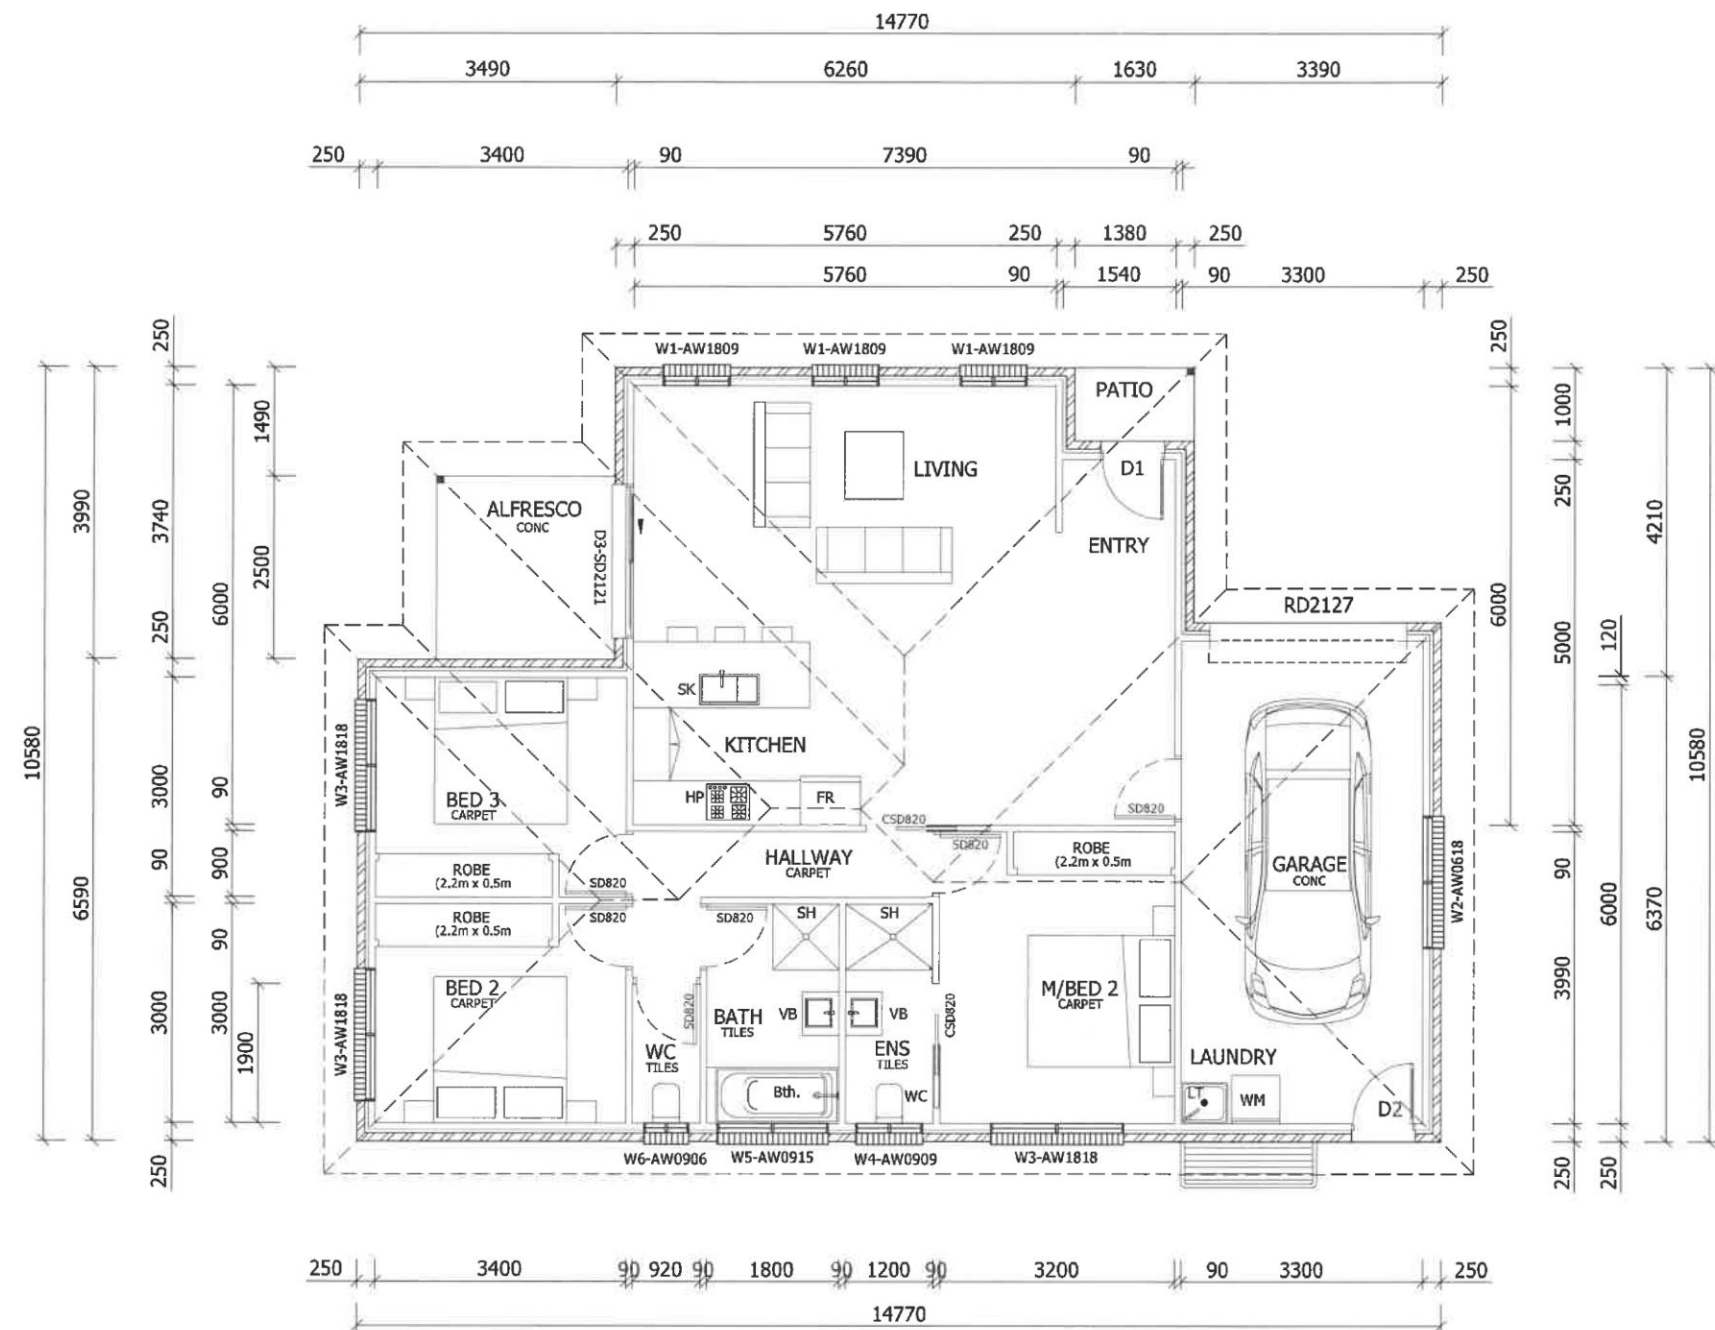 14770
3490 6260 1630 3390
250 3400 90 7390 90
250 5760 250 1380 250
5760 90 1540 90 3300 250
W1-AW1809 W1-AW1809 W1-AW1809
PATIO
D1
LIVING
ALFRESCO
CONC
D3-SD2121
ENTRY
RD2127
SK
KITCHEN
HP
FR
BED 3
CARPET
W3-AW1818
SD820
CSD820
SD820
ROBE
(2.2m x 0.5m
HALLWAY
CARPET
ROBE
(2.2m x 0.5m
GARAGE
CONC
W2-AW0618
SD820
ROBE
(2.2m x 0.5m
SD820
SD820
SH
SH
BED 2
CARPET
W3-AW1818
SD820
BATH
TILES
VB
VB
CSD820
M/BED 2
CARPET
WC
TILES
ENS
TILES
LAUNDRY
Bth.
WC
LT
WM
D2
W6-AW0906 W5-AW0915 W4-AW0909 W3-AW1818
10580
3990
6590
250
3740
250
3000
90
3000
250
6000
90
900
90
3000
1490
2500
1900
250
6000
1000
250
5000
90
3990
250
120
6000
250
4210
6370
10580
250 3400 90 920 90 1800 90 1200 90 3200 90 3300 250
14770